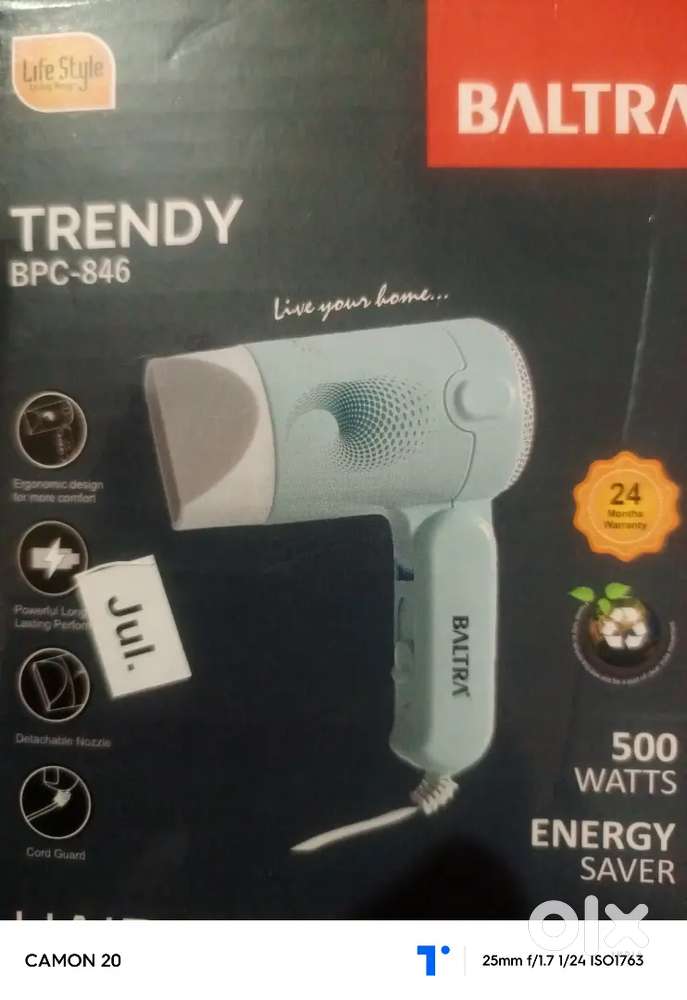 Life Style
BALTRA
TRENDY
BPC-846
Live your home...
Ergonomic design
for more comfort
24
Months
Warranty
Powerful Long
Lasting
Jul.
BALTRA
Detachable Nozzle
500
WATTS
Cord Guard
ENERGY
SAVER
olx
CAMON 20
25mm f/1.7 1/24 ISO1763